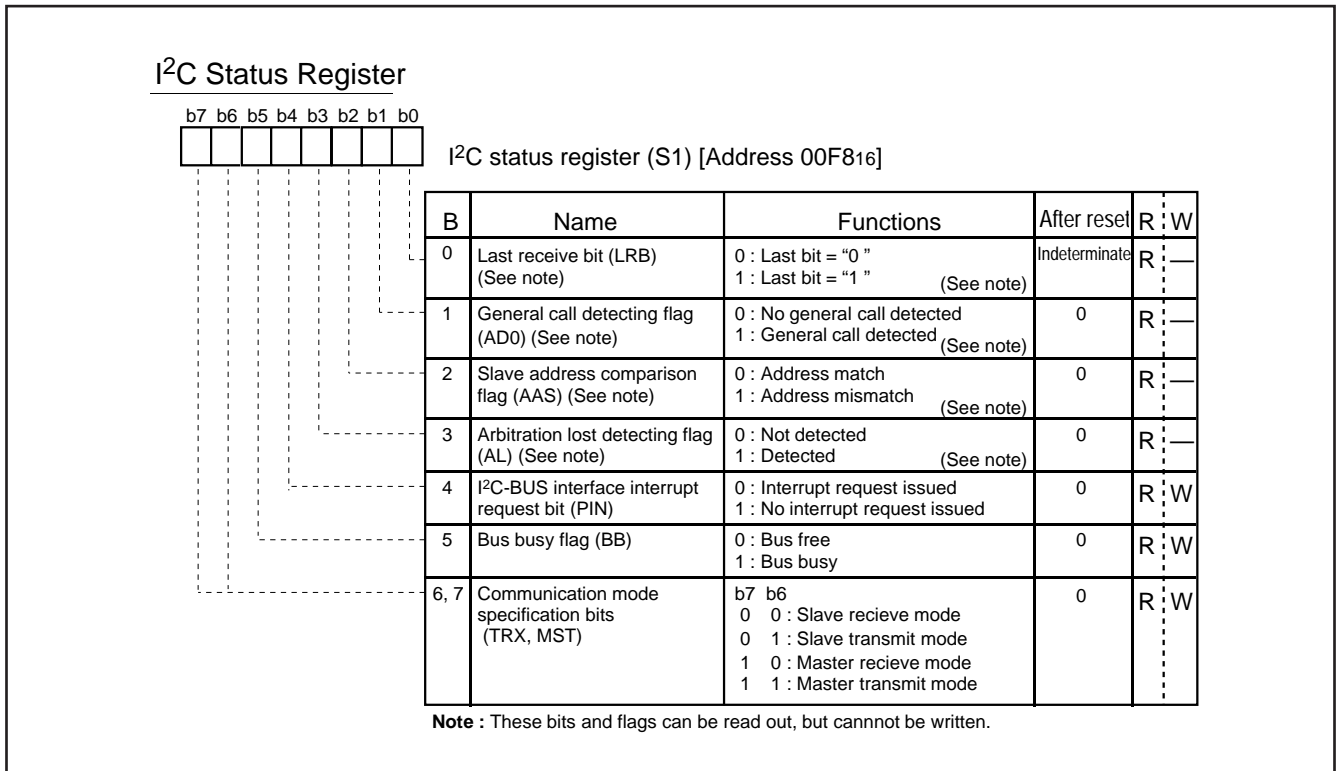 I2C Status Register
b7 b6 b5 b4 b3 b2 b1 b0
I2C status register (S1) [Address 00F816]
B Name Functions After reset R W
0 Last receive bit (LRB) (See note) 0 : Last bit = “0 ” 1 : Last bit = “1 ” (See note) Indeterminate R —
1 General call detecting flag (AD0) (See note) 0 : No general call detected 1 : General call detected (See note) 0 R —
2 Slave address comparison flag (AAS) (See note) 0 : Address match 1 : Address mismatch (See note) 0 R —
3 Arbitration lost detecting flag (AL) (See note) 0 : Not detected 1 : Detected (See note) 0 R —
4 I2C-BUS interface interrupt request bit (PIN) 0 : Interrupt request issued 1 : No interrupt request issued 0 R W
5 Bus busy flag (BB) 0 : Bus free 1 : Bus busy 0 R W
6, 7 Communication mode specification bits (TRX, MST) b7 b6 0 0 : Slave recieve mode 0 1 : Slave transmit mode 1 0 : Master recieve mode 1 1 : Master transmit mode 0 R W
Note : These bits and flags can be read out, but cannnot be written.